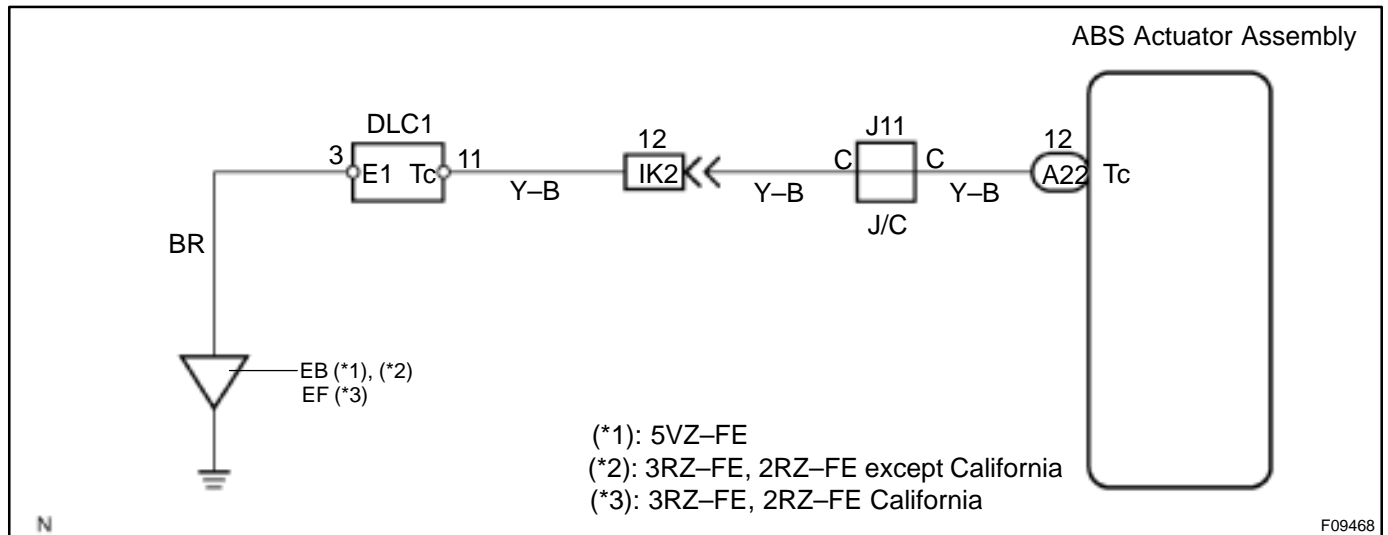 ABS Actuator Assembly
DLC1
3 E1 Tc 11
Y–B
12
IK2
Y–B
J11
C C
J/C
Y–B
12
A22 Tc
BR
EB (*1), (*2)
EF (*3)
(*1): 5VZ–FE
(*2): 3RZ–FE, 2RZ–FE except California
(*3): 3RZ–FE, 2RZ–FE California
N
F09468